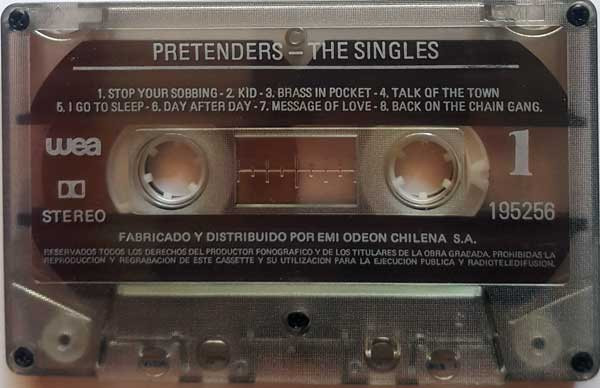 PRETENDERS - THE SINGLES
1. STOP YOUR SOBBING - 2. KID - 3. BRASS IN POCKET - 4. TALK OF THE TOWN
5. I GO TO SLEEP - 6. DAY AFTER DAY - 7. MESSAGE OF LOVE - 8. BACK ON THE CHAIN GANG.
wea
1
STEREO
195256
FABRICADO Y DISTRIBUIDO POR EMI ODEON CHILENA S.A.
RESERVADOS TODOS LOS DERECHOS DEL PRODUCTOR FONOGRAFICO Y DE LOS TITULARES DE LA OBRA GRABADA, PROHIBIDAS LA
REPRODUCCION Y REGRABACION DE ESTE CASSETTE Y SU UTILIZACION PARA LA EJECUCION PUBLICA Y RADIOTELEDIFUSION.